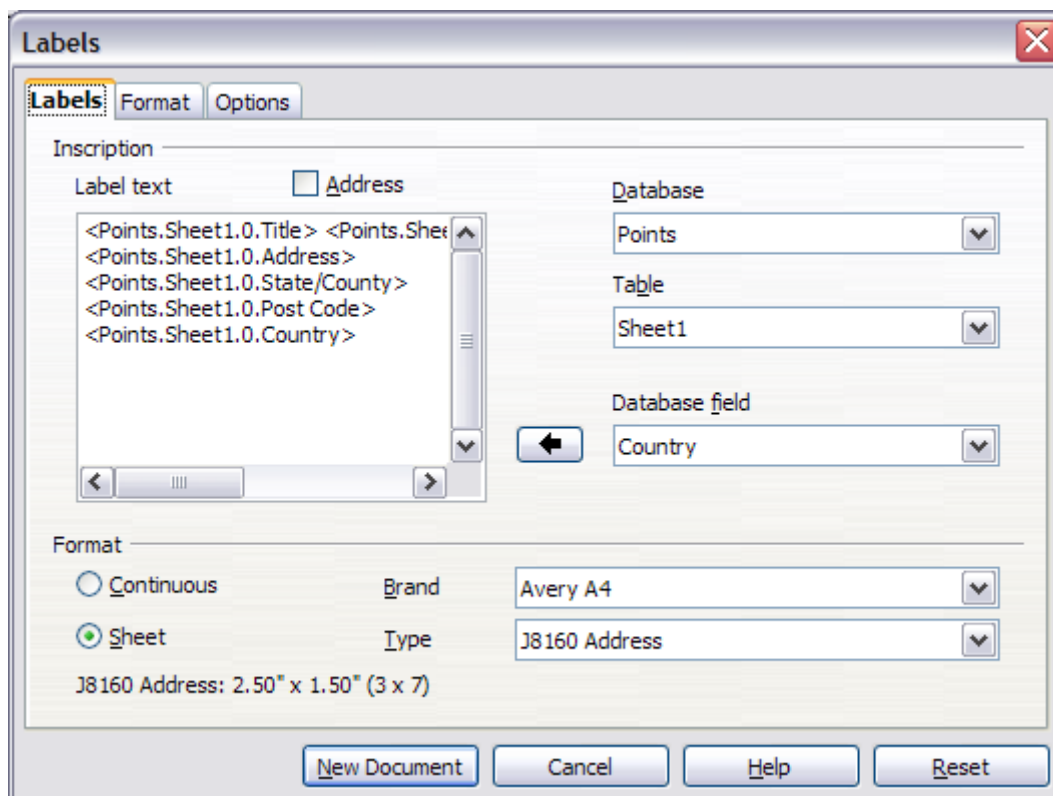 Labels
Labels Format Options
Inscription
Label text Address Database
<Points.Sheet1.0.Title> <Points.Shee
<Points.Sheet1.0.Address>
<Points.Sheet1.0.State/County>
<Points.Sheet1.0.Post Code>
<Points.Sheet1.0.Country>
Points
Table
Sheet1
Database field
Country
Format
Continuous Brand Avery A4
Sheet Type J8160 Address
J8160 Address: 2.50" x 1.50" (3 x 7)
New Document Cancel Help Reset